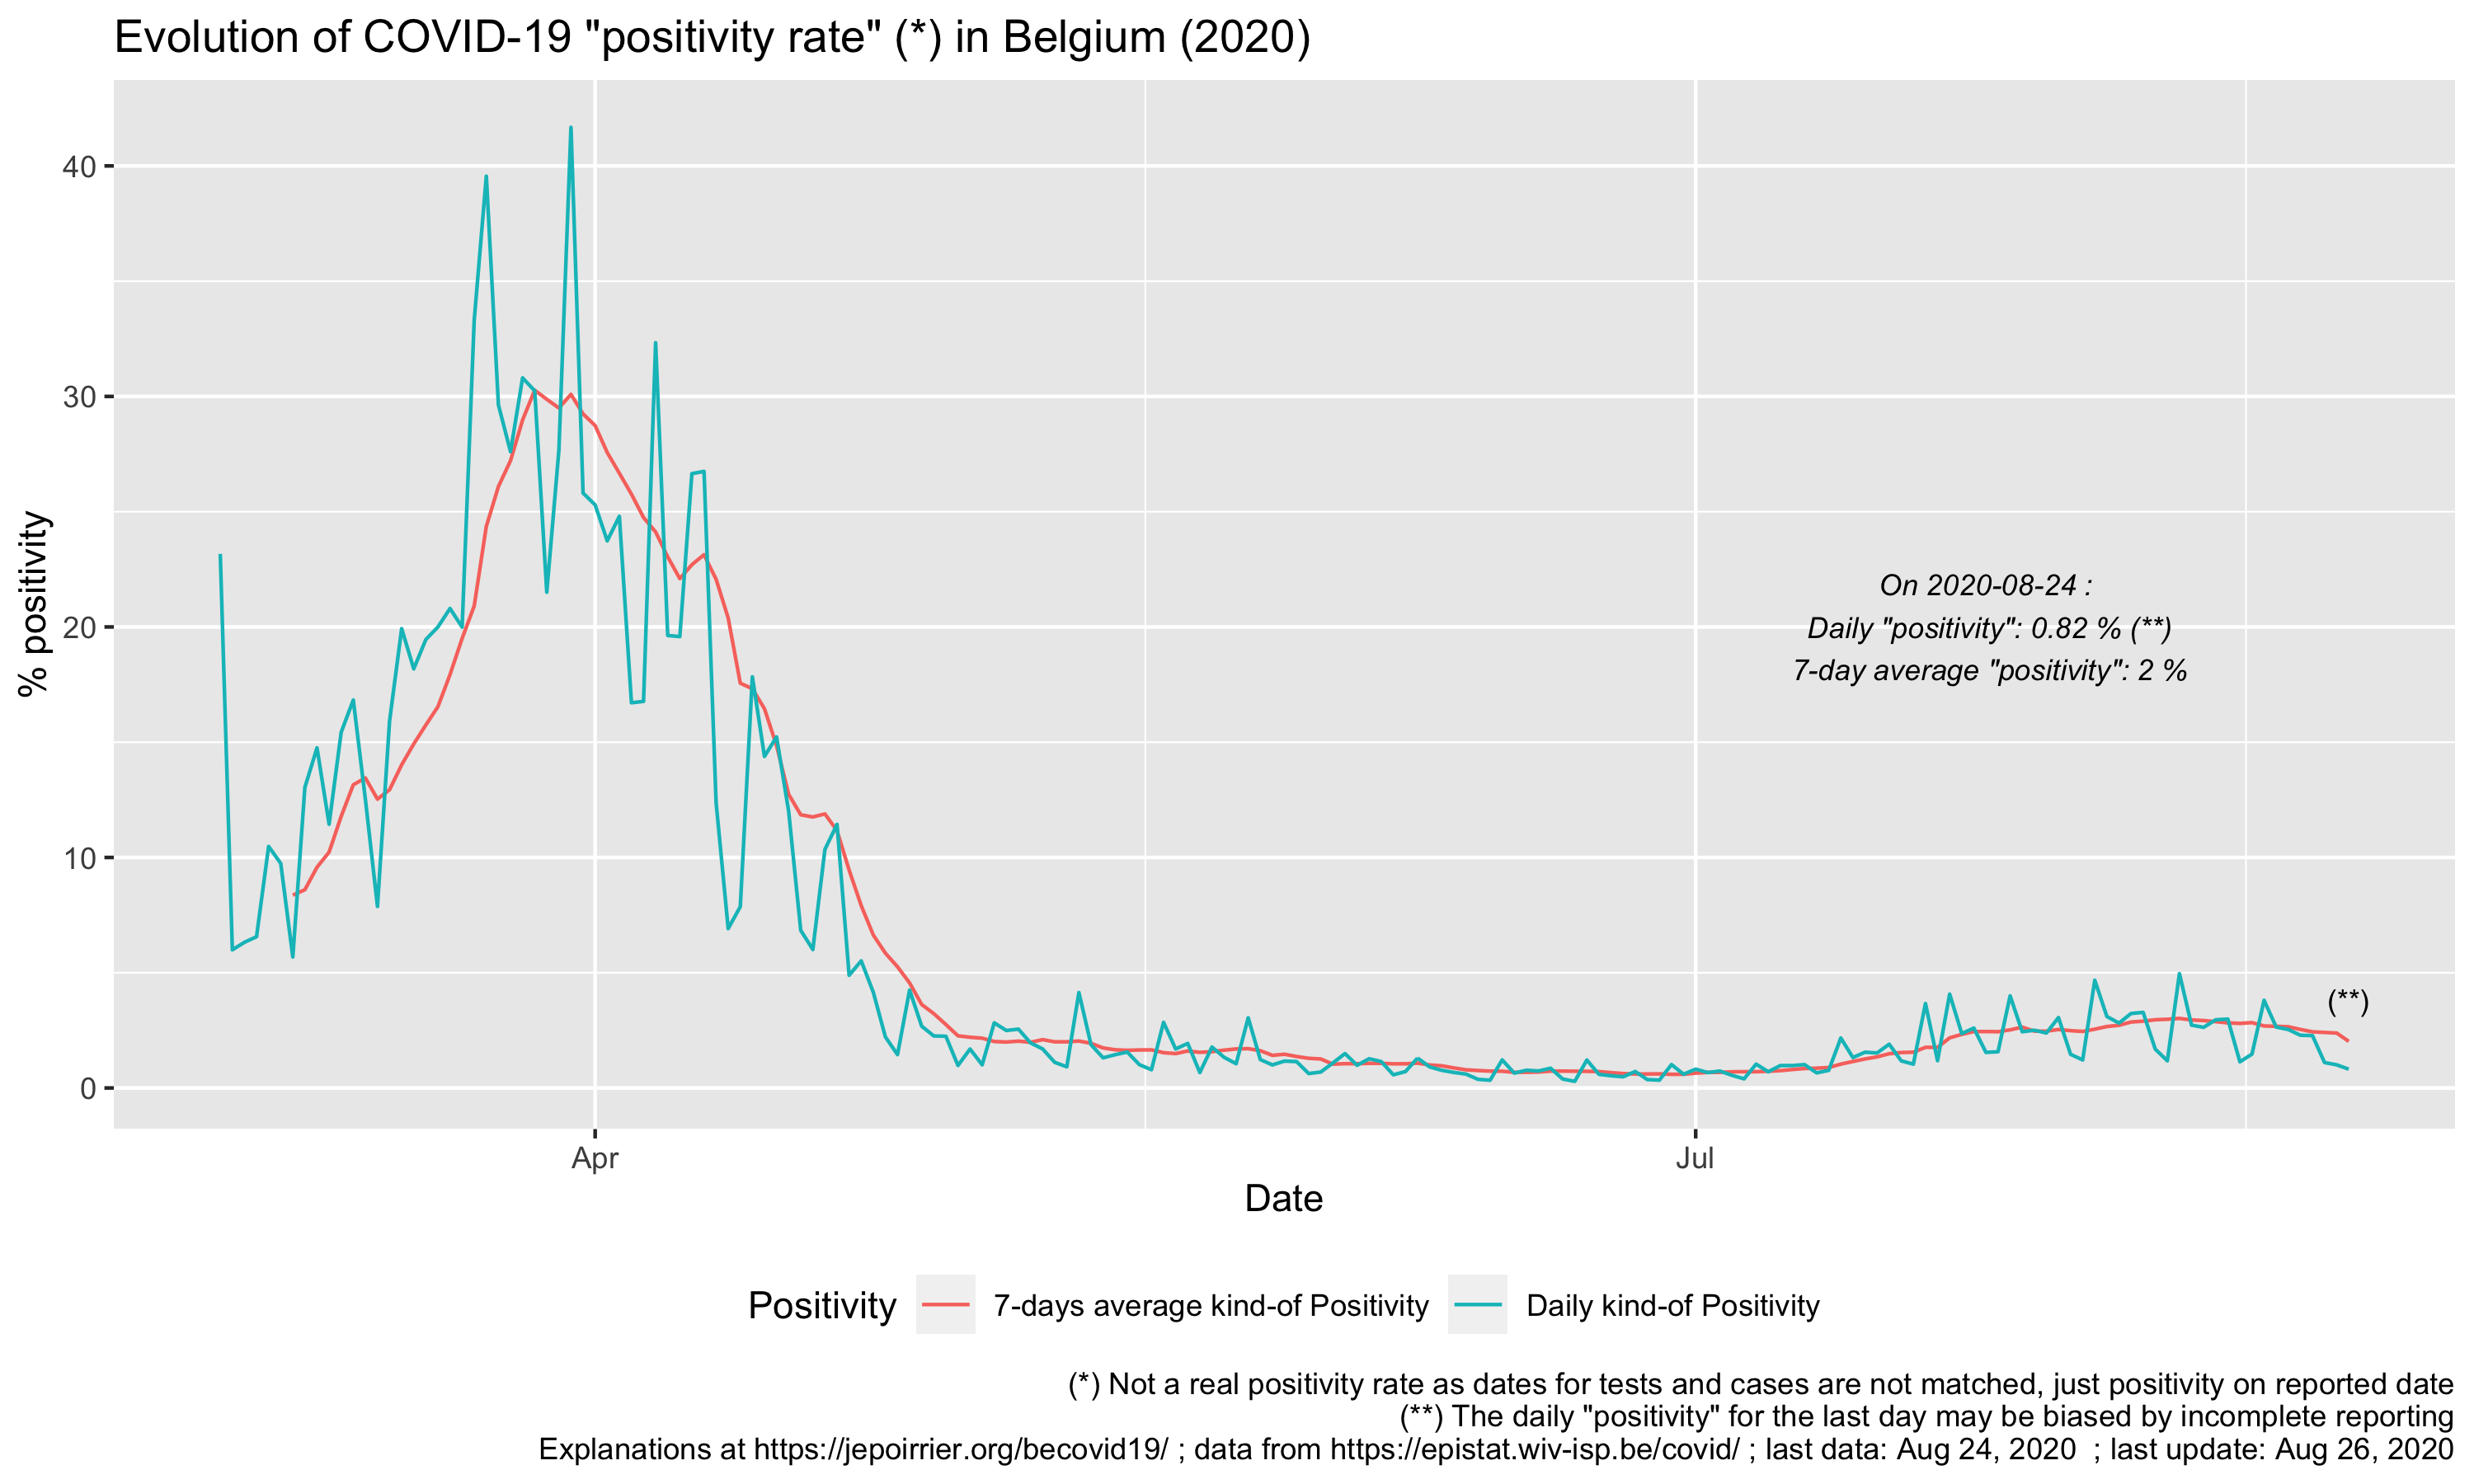 Evolution of COVID-19 "positivity rate" (*) in Belgium (2020)
% positivity
40
30
20
10
0
On 2020-08-24 :
Daily "positivity": 0.82 % (**)
7-day average "positivity": 2 %
(**)
Apr
Jul
Date
Positivity
7-days average kind-of Positivity
Daily kind-of Positivity
(*) Not a real positivity rate as dates for tests and cases are not matched, just positivity on reported date
(**) The daily "positivity" for the last day may be biased by incomplete reporting
Explanations at https://jepoirrier.org/becovid19/ ; data from https://epistat.wiv-isp.be/covid/ ; last data: Aug 24, 2020  ; last update: Aug 26, 2020